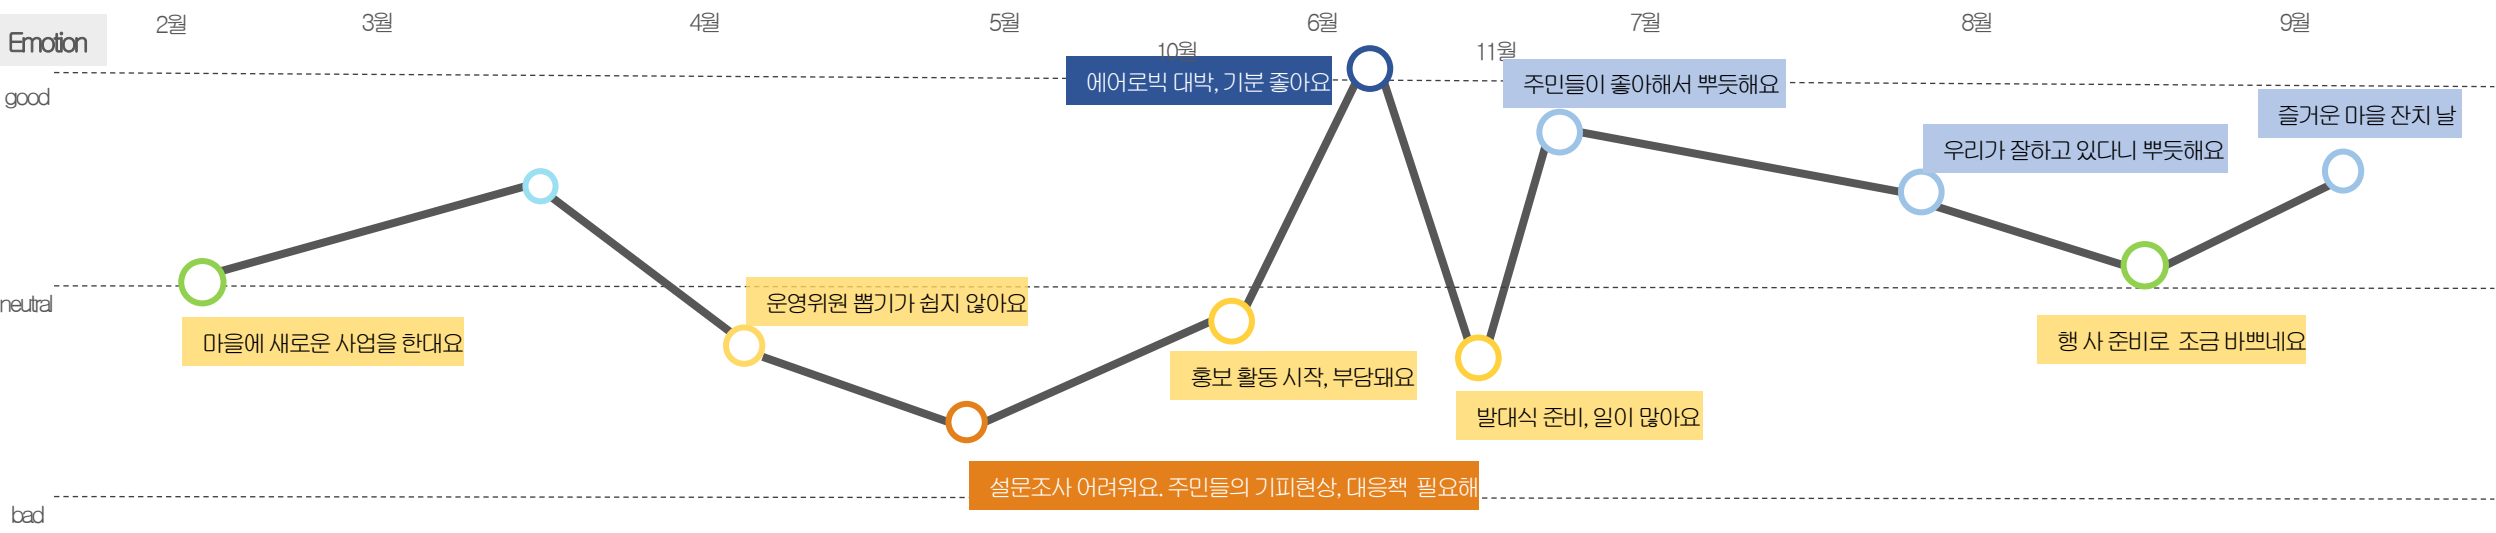 Emotion
2월
3월
4월
5월
6월
7월
8월
9월
10월
11월
good
에어로빅 대박, 기분 좋아요
주민들이 좋아해서 뿌듯해요
즐거운 마을 잔치 날
우리가 잘하고 있다니 뿌듯해요
neutral
운영위원 뽑기가 쉽지 않아요
마을에 새로운 사업을 한대요
행 사 준비로 조금 바쁘네요
홍보 활동 시작, 부담돼요
발대식 준비, 일이 많아요
설문조사 어려워요. 주민들의 기피현상, 대응책 필요해
bad